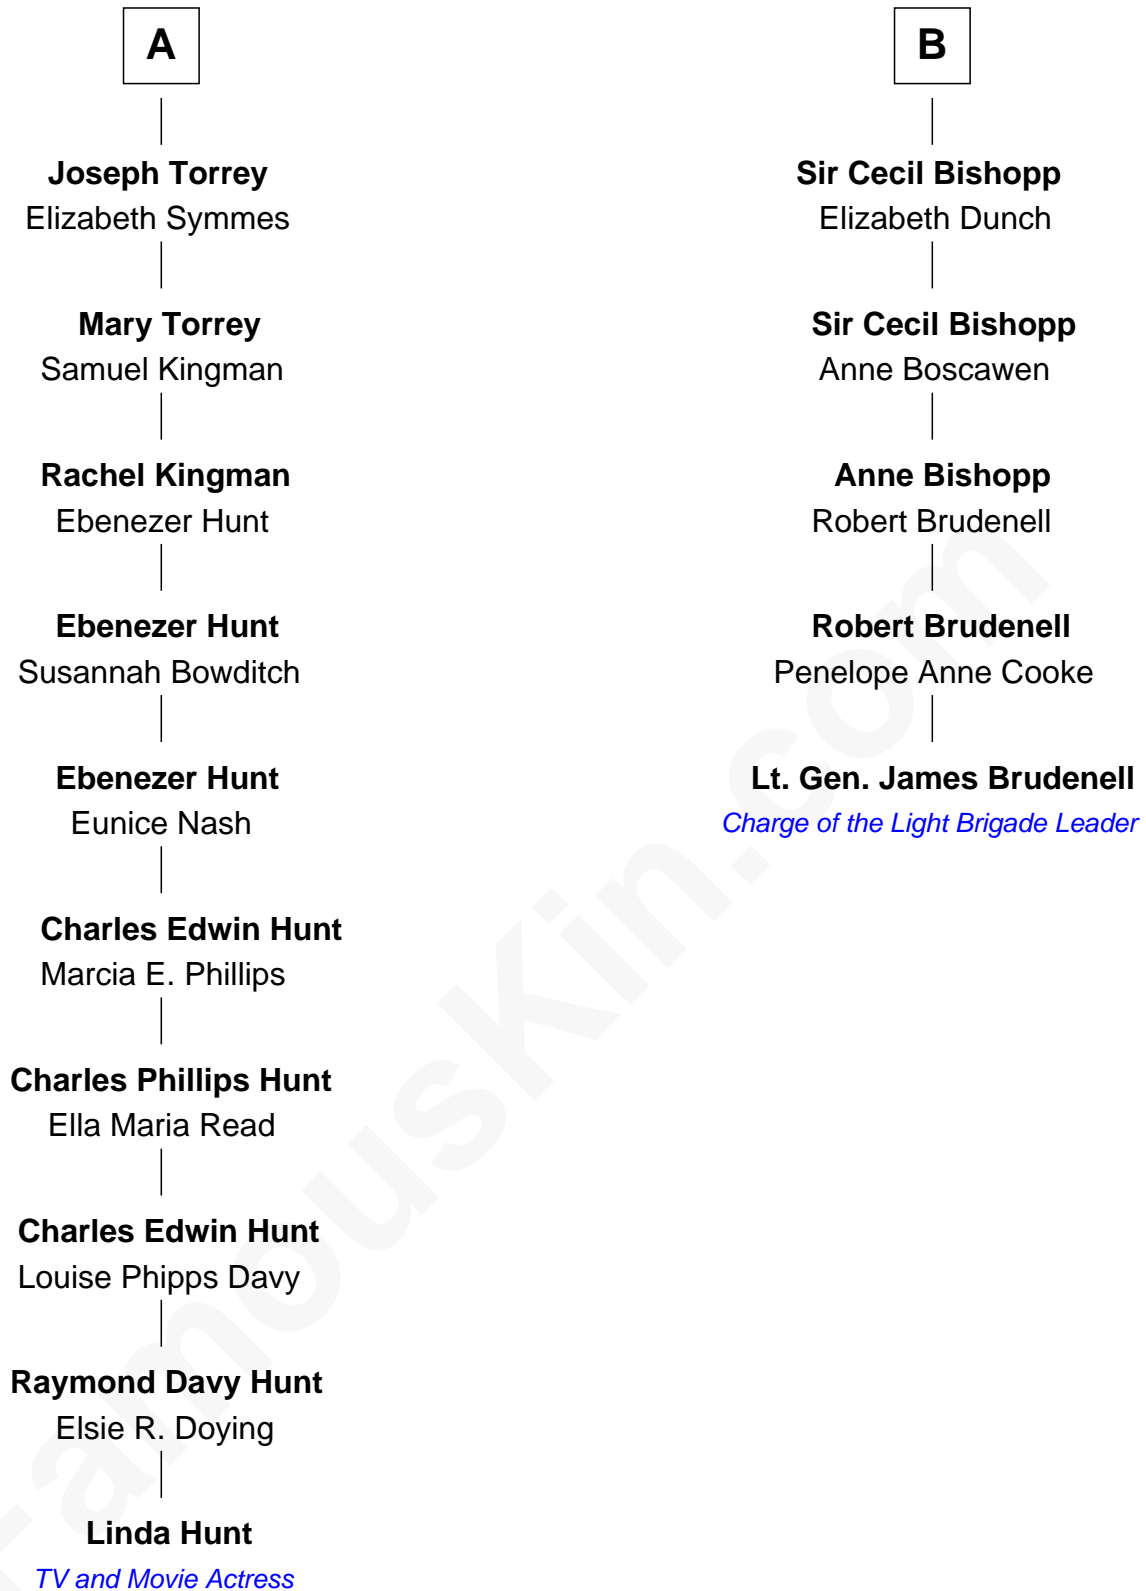 A
Joseph Torrey
Elizabeth Symmes
Mary Torrey
Samuel Kingman
Rachel Kingman
Ebenezer Hunt
Ebenezer Hunt
Susannah Bowditch
Ebenezer Hunt
Eunice Nash
Charles Edwin Hunt
Marcia E. Phillips
Charles Phillips Hunt
Ella Maria Read
Charles Edwin Hunt
Louise Phipps Davy
Raymond Davy Hunt
Elsie R. Doying
Linda Hunt
TV and Movie Actress
B
Sir Cecil Bishopp
Elizabeth Dunch
Sir Cecil Bishopp
Anne Boscawen
Anne Bishopp
Robert Brudenell
Robert Brudenell
Penelope Anne Cooke
Lt. Gen. James Brudenell
Charge of the Light Brigade Leader
FamousKin.com